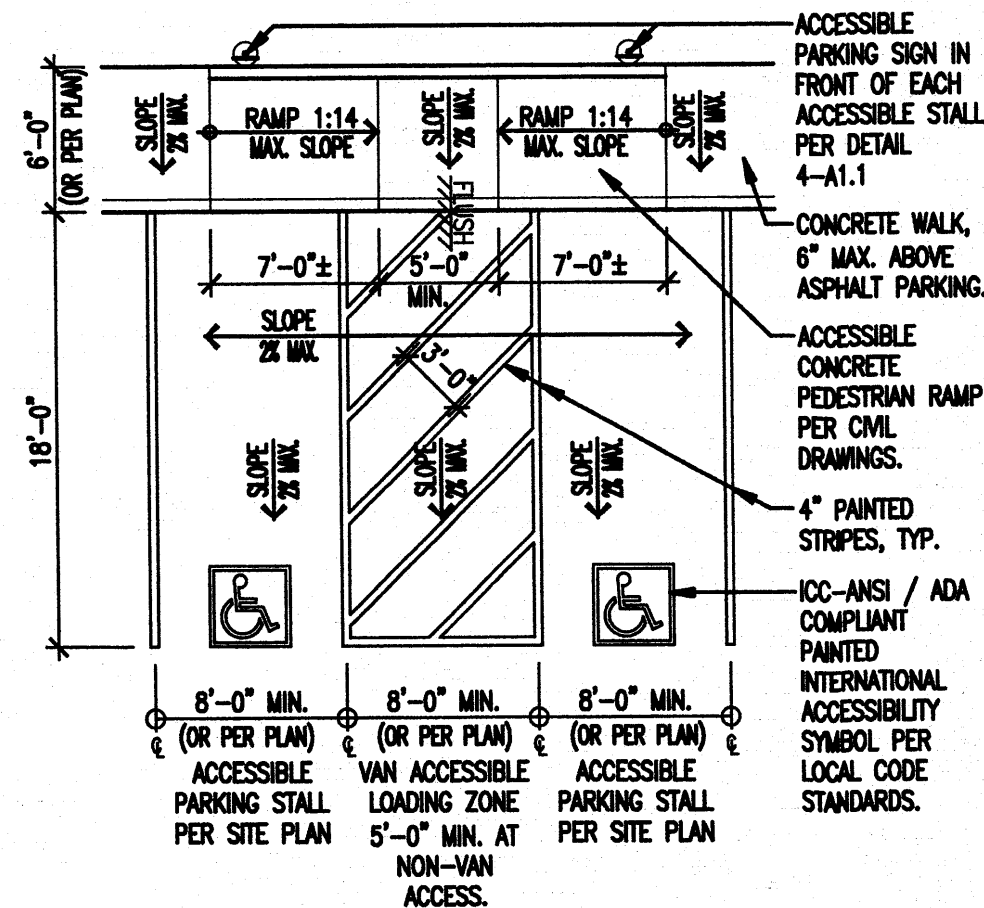 ACCESSIBLE
PARKING SIGN IN
FRONT OF EACH
ACCESSIBLE STALL
PER DETAIL
4-A1.1
6'-0"
(OR PER PLAN)
SLOPE
2% MAX.
RAMP 1:14
MAX. SLOPE
SLOPE
2% MAX.
RAMP 1:14
MAX. SLOPE
SLOPE
2% MAX.
FLUSH
CONCRETE WALK,
6" MAX. ABOVE
ASPHALT PARKING.
7'-0"±
5'-0"
MIN.
7'-0"±
SLOPE
2% MAX.
3'-0"
ACCESSIBLE
CONCRETE
PEDESTRIAN RAMP
PER CIVIL
DRAWINGS.
18'-0"
SLOPE
2% MAX.
SLOPE
2% MAX.
SLOPE
2% MAX.
4" PAINTED
STRIPES, TYP.
ICC-ANSI / ADA
COMPLIANT
PAINTED
INTERNATIONAL
ACCESSIBILITY
SYMBOL PER
LOCAL CODE
STANDARDS.
℄
8'-0" MIN.
(OR PER PLAN)
ACCESSIBLE
PARKING STALL
PER SITE PLAN
℄
8'-0" MIN.
(OR PER PLAN)
VAN ACCESSIBLE
LOADING ZONE
5'-0" MIN. AT
NON-VAN
ACCESS.
℄
8'-0" MIN.
(OR PER PLAN)
ACCESSIBLE
PARKING STALL
PER SITE PLAN
℄